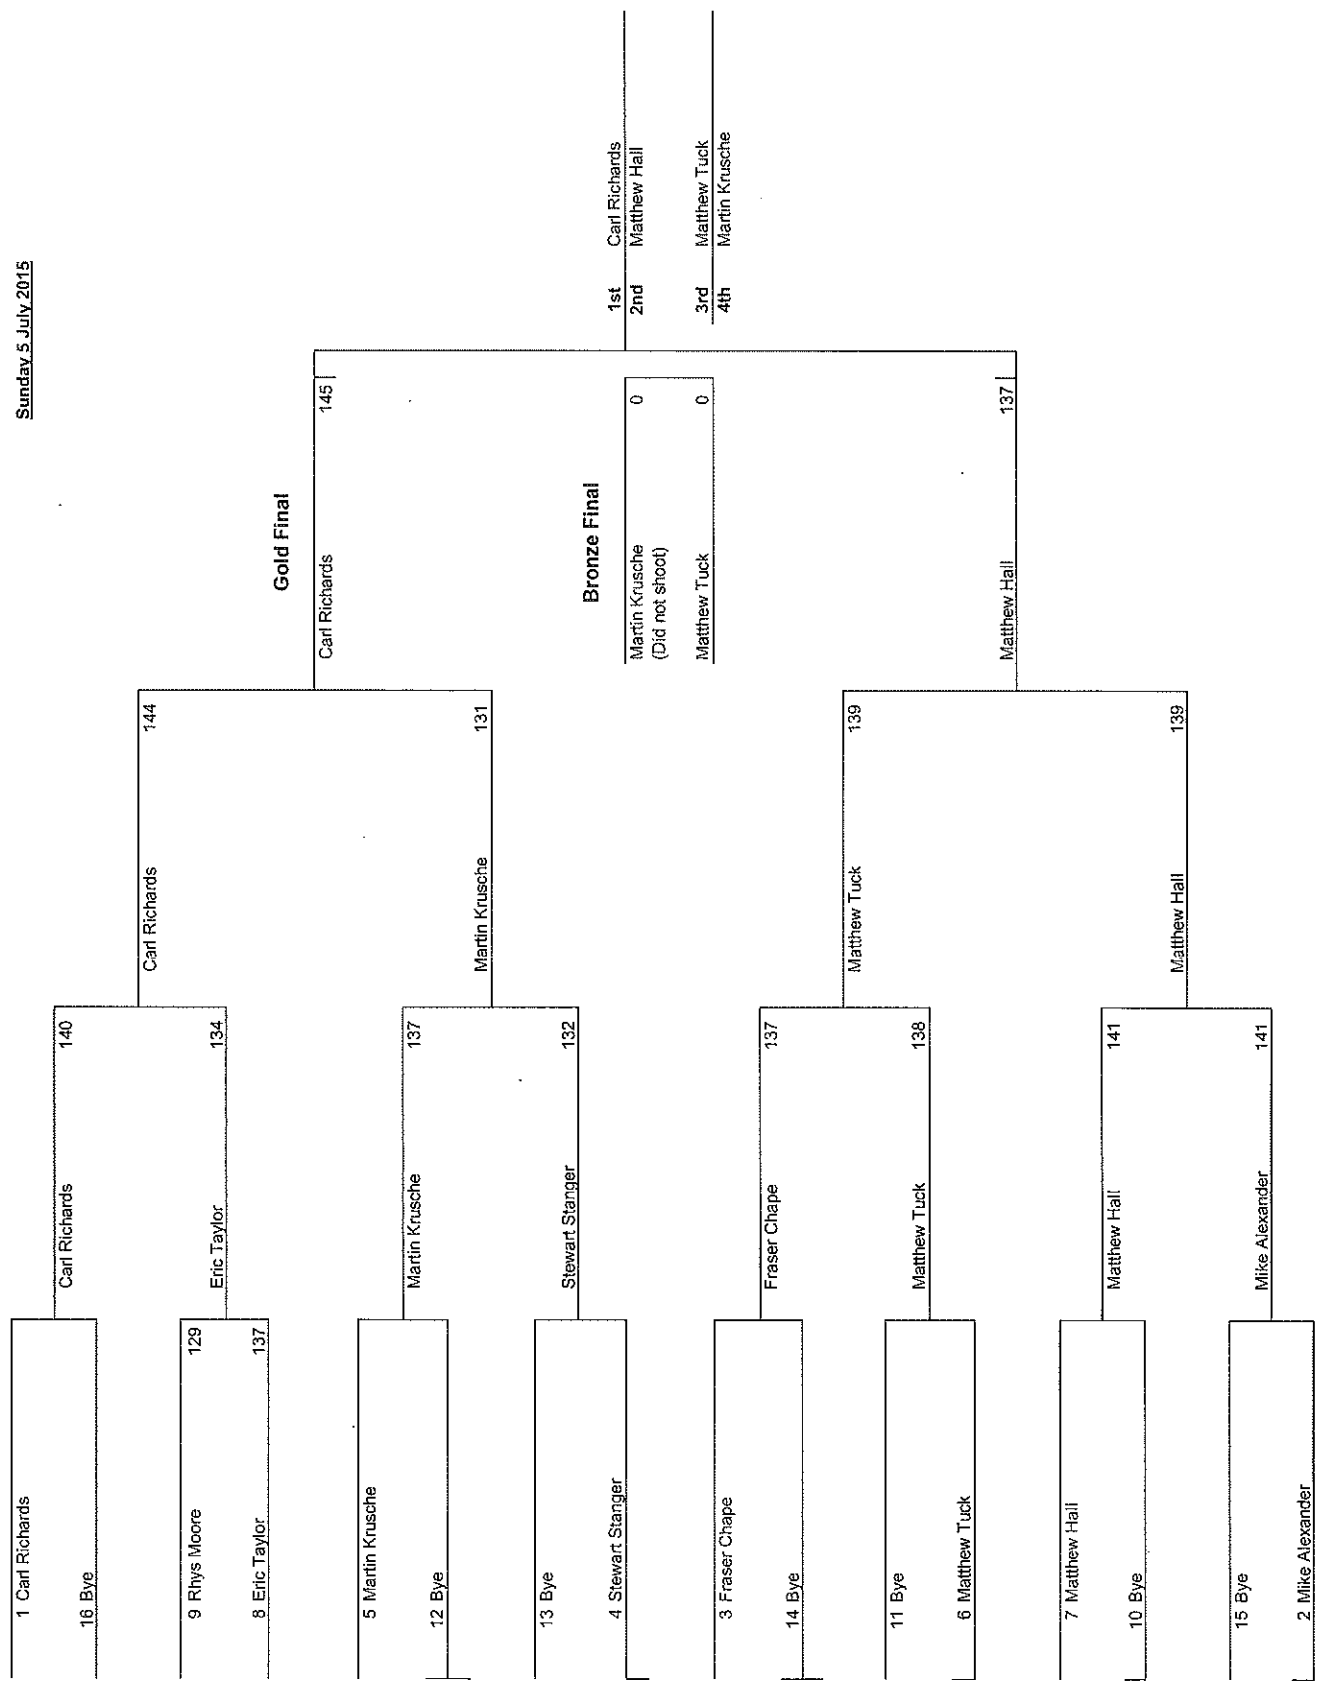 Sunday 5 July 2015
1 Carl Richards
16 Bye
9 Rhys Moore 129
8 Eric Taylor 137
5 Martin Krusche
12 Bye
13 Bye
4 Stewart Stanger
3 Fraser Chape
14 Bye
11 Bye
6 Matthew Tuck
7 Matthew Hall
10 Bye
15 Bye
2 Mike Alexander
Carl Richards 140
Eric Taylor 134
Martin Krusche 137
Stewart Stanger 132
Fraser Chape 137
Matthew Tuck 138
Matthew Hall 141
Mike Alexander 141
Carl Richards 144
Martin Krusche 131
Matthew Tuck 139
Matthew Hall 139
Gold Final
Carl Richards 145
Bronze Final
Martin Krusche 0
(Did not shoot)
Matthew Tuck 0
Matthew Hall 137
1st Carl Richards
2nd Matthew Hall
3rd Matthew Tuck
4th Martin Krusche